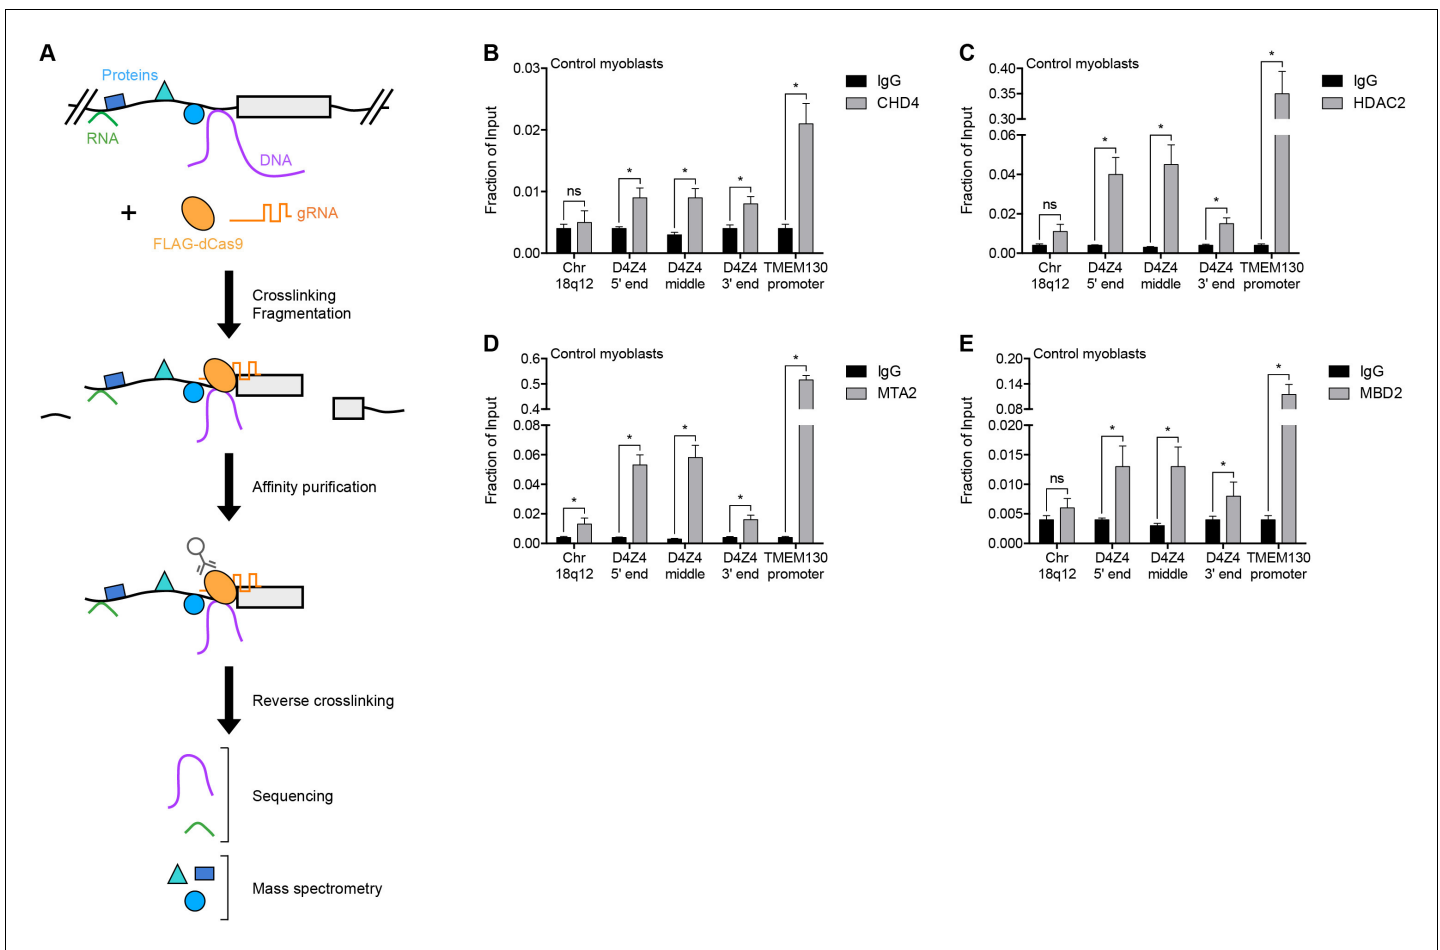 A
Proteins
RNA
DNA
+
gRNA
FLAG-dCas9
Crosslinking
Fragmentation
Affinity purification
Reverse crosslinking
Sequencing
Mass spectrometry
B
Control myoblasts
IgG
CHD4
Fraction of Input
0.03
0.02
0.01
0.00
ns
*
*
*
*
Chr
18q12
D4Z4
5' end
D4Z4
middle
D4Z4
3' end
TMEM130
promoter
C
Control myoblasts
IgG
HDAC2
Fraction of Input
0.40
0.35
0.30
0.06
0.04
0.02
0.00
ns
*
*
*
*
Chr
18q12
D4Z4
5' end
D4Z4
middle
D4Z4
3' end
TMEM130
promoter
D
Control myoblasts
IgG
MTA2
Fraction of Input
0.6
0.5
0.4
0.08
0.06
0.04
0.02
0.00
*
*
*
*
*
Chr
18q12
D4Z4
5' end
D4Z4
middle
D4Z4
3' end
TMEM130
promoter
E
Control myoblasts
IgG
MBD2
Fraction of Input
0.20
0.14
0.08
0.020
0.015
0.010
0.005
0.000
ns
*
*
*
*
Chr
18q12
D4Z4
5' end
D4Z4
middle
D4Z4
3' end
TMEM130
promoter